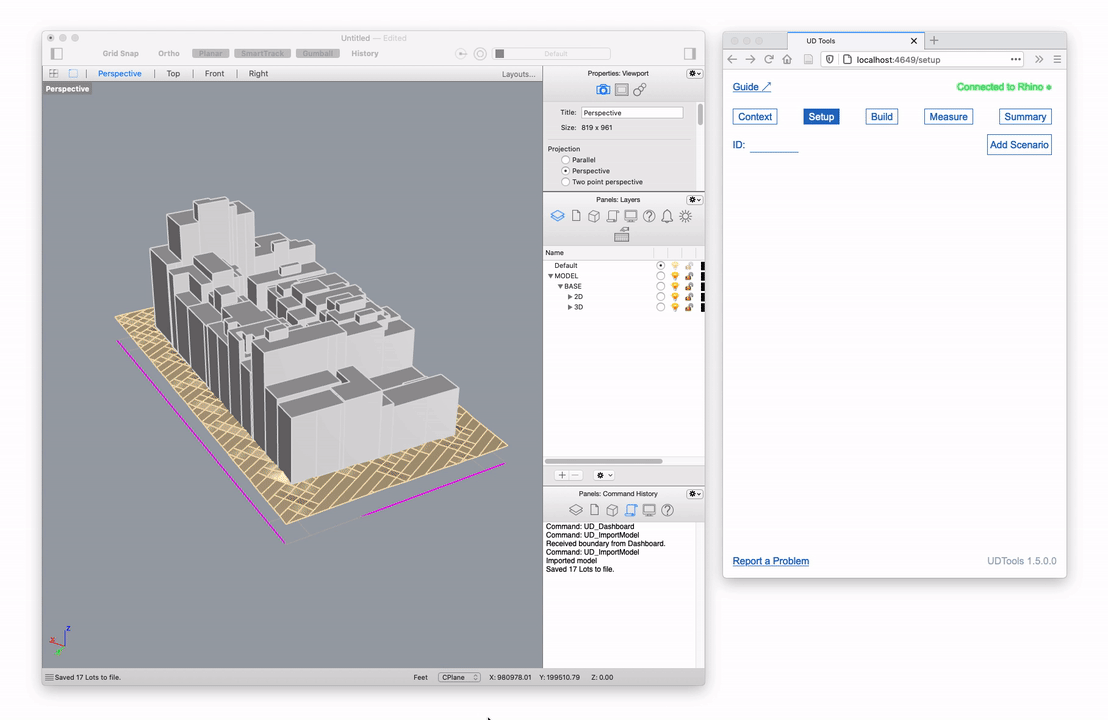 Untitled — Edited
Grid Snap Ortho Planar SmartTrack Gumball History Default
Perspective Top Front Right Layouts...
Perspective
Properties: Viewport
Title: Perspective
Size: 819 x 961
Projection
Parallel
Perspective
Two point perspective
Panels: Layers
Name
Default
MODEL
BASE
2D
3D
Panels: Command History
Command: UD_Dashboard
Command: UD_ImportModel
Received boundary from Dashboard.
Command: UD_ImportModel
Imported model
Saved 17 Lots to file.
Z
X
Y
Saved 17 Lots to file. Feet CPlane X: 980978.01 Y: 199510.79 Z: 0.00
UD Tools
localhost:4649/setup
Guide Connected to Rhino
Context Setup Build Measure Summary
ID: Add Scenario
Report a Problem UDTools 1.5.0.0